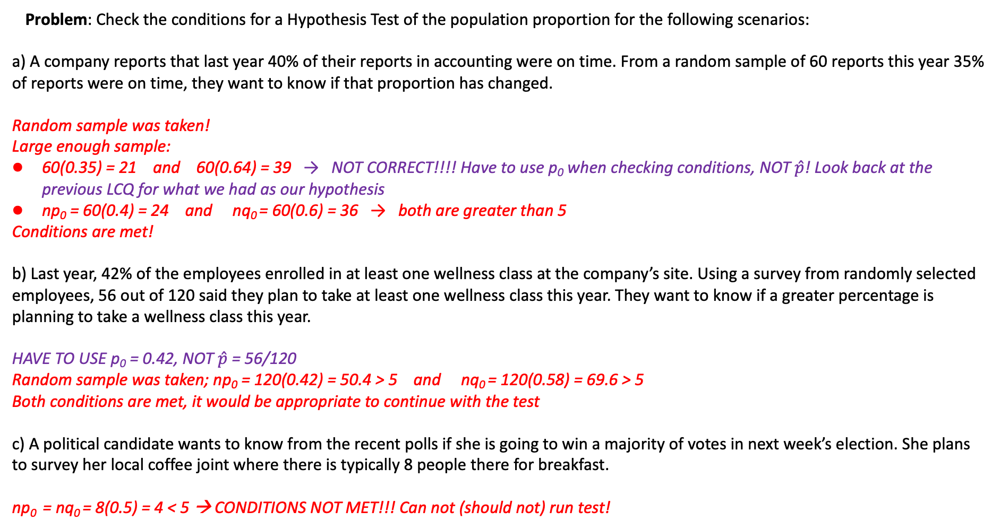 Problem: Check the conditions for a Hypothesis Test of the population proportion for the following scenarios:
a) A company reports that last year 40% of their reports in accounting were on time. From a random sample of 60 reports this year 35%
of reports were on time, they want to know if that proportion has changed.
Random sample was taken!
Large enough sample:
● 60(0.35) = 21 and 60(0.64) = 39 → NOT CORRECT!!!! Have to use p₀ when checking conditions, NOT p̂! Look back at the
previous LCQ for what we had as our hypothesis
● np₀ = 60(0.4) = 24 and nq₀ = 60(0.6) = 36 → both are greater than 5
Conditions are met!
b) Last year, 42% of the employees enrolled in at least one wellness class at the company’s site. Using a survey from randomly selected
employees, 56 out of 120 said they plan to take at least one wellness class this year. They want to know if a greater percentage is
planning to take a wellness class this year.
HAVE TO USE p₀ = 0.42, NOT p̂ = 56/120
Random sample was taken; np₀ = 120(0.42) = 50.4 > 5 and nq₀ = 120(0.58) = 69.6 > 5
Both conditions are met, it would be appropriate to continue with the test
c) A political candidate wants to know from the recent polls if she is going to win a majority of votes in next week’s election. She plans
to survey her local coffee joint where there is typically 8 people there for breakfast.
np₀ = nq₀ = 8(0.5) = 4 < 5 → CONDITIONS NOT MET!!! Can not (should not) run test!